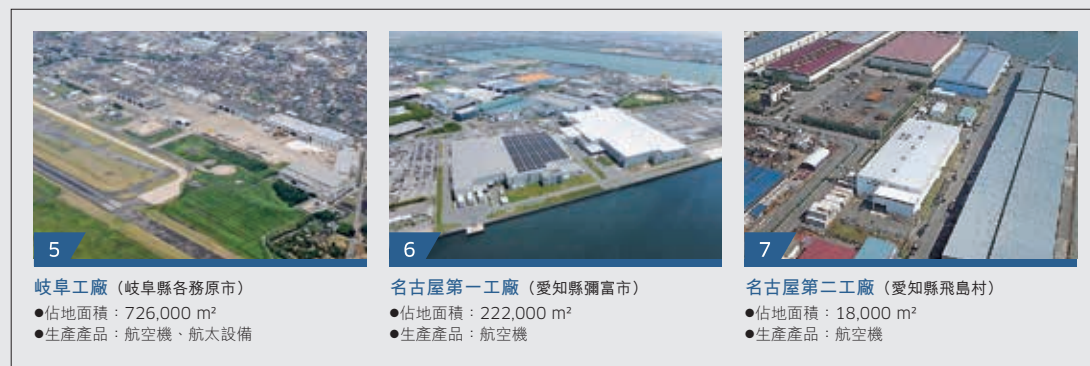 5
岐阜工廠（岐阜縣各務原市）
●佔地面積：726,000 m²
●生產產品：航空機、航太設備
6
名古屋第一工廠（愛知縣彌富市）
●佔地面積：222,000 m²
●生產產品：航空機
7
名古屋第二工廠（愛知縣飛島村）
●佔地面積：18,000 m²
●生產產品：航空機